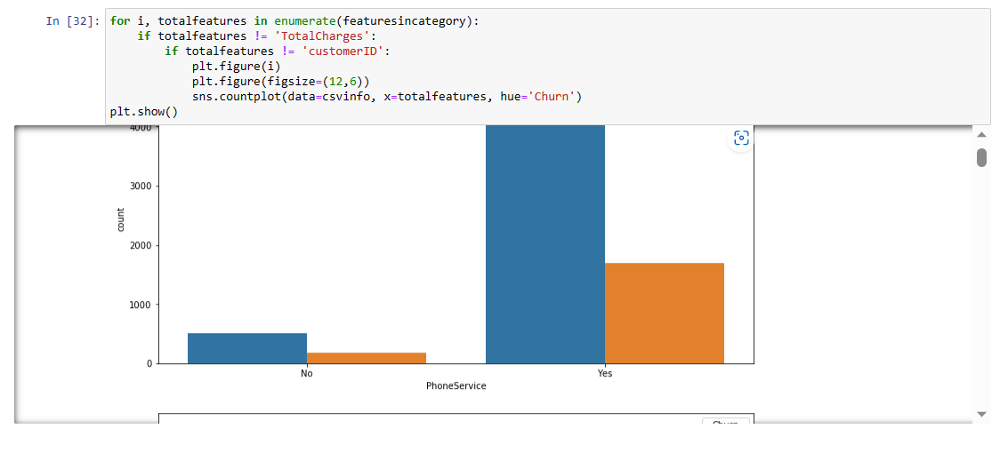 In [32]: for i, totalfeatures in enumerate(featuresincategory):
    if totalfeatures != 'TotalCharges':
        if totalfeatures != 'customerID':
            plt.figure(i)
            plt.figure(figsize=(12,6))
            sns.countplot(data=csvinfo, x=totalfeatures, hue='Churn')
plt.show()
4000
3000
count
2000
1000
0
No Yes
PhoneService